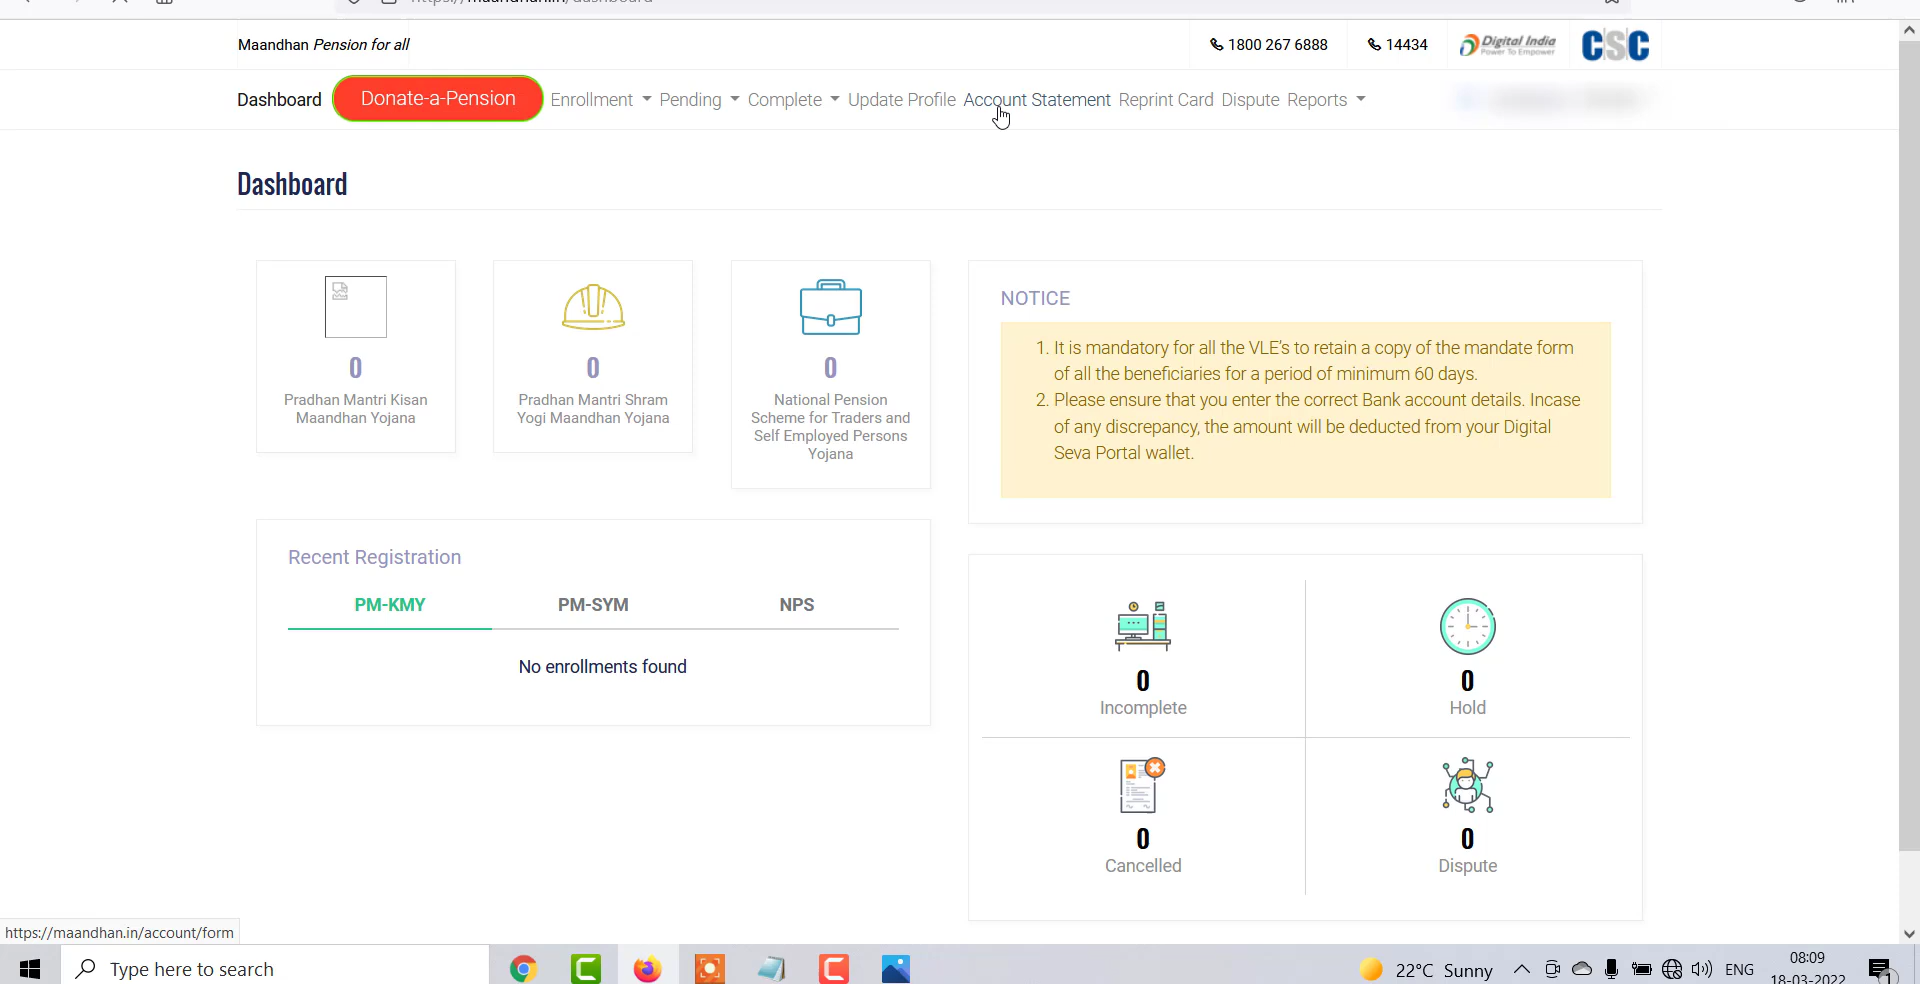 Maandhan Pension for all
1800 267 6888
14434
Digital India
Power To Empower
CSC
Dashboard
Donate-a-Pension
Enrollment
Pending
Complete
Update Profile
Account Statement
Reprint Card
Dispute
Reports
Dashboard
0
Pradhan Mantri Kisan
Maandhan Yojana
0
Pradhan Mantri Shram
Yogi Maandhan Yojana
0
National Pension
Scheme for Traders and
Self Employed Persons
Yojana
NOTICE
1. It is mandatory for all the VLE's to retain a copy of the mandate form
of all the beneficiaries for a period of minimum 60 days.
2. Please ensure that you enter the correct Bank account details. Incase
of any discrepancy, the amount will be deducted from your Digital
Seva Portal wallet.
Recent Registration
PM-KMY
PM-SYM
NPS
No enrollments found
0
Incomplete
0
Hold
0
Cancelled
0
Dispute
https://maandhan.in/account/form
Type here to search
22°C Sunny
ENG
08:09
18-03-2022
1